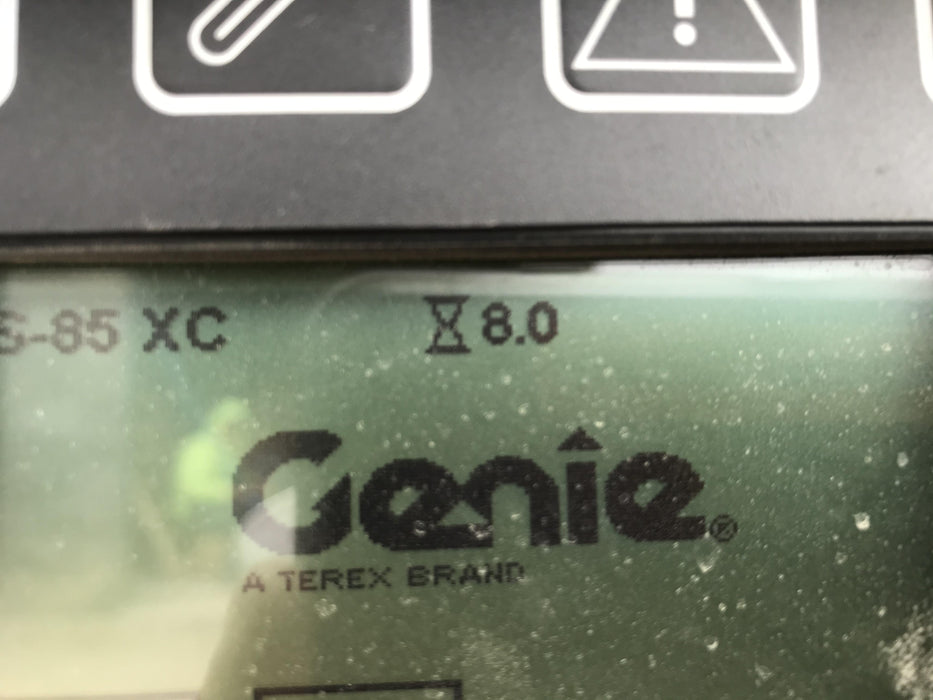 S-85 XC 8.0
Genie®
A TEREX BRAND